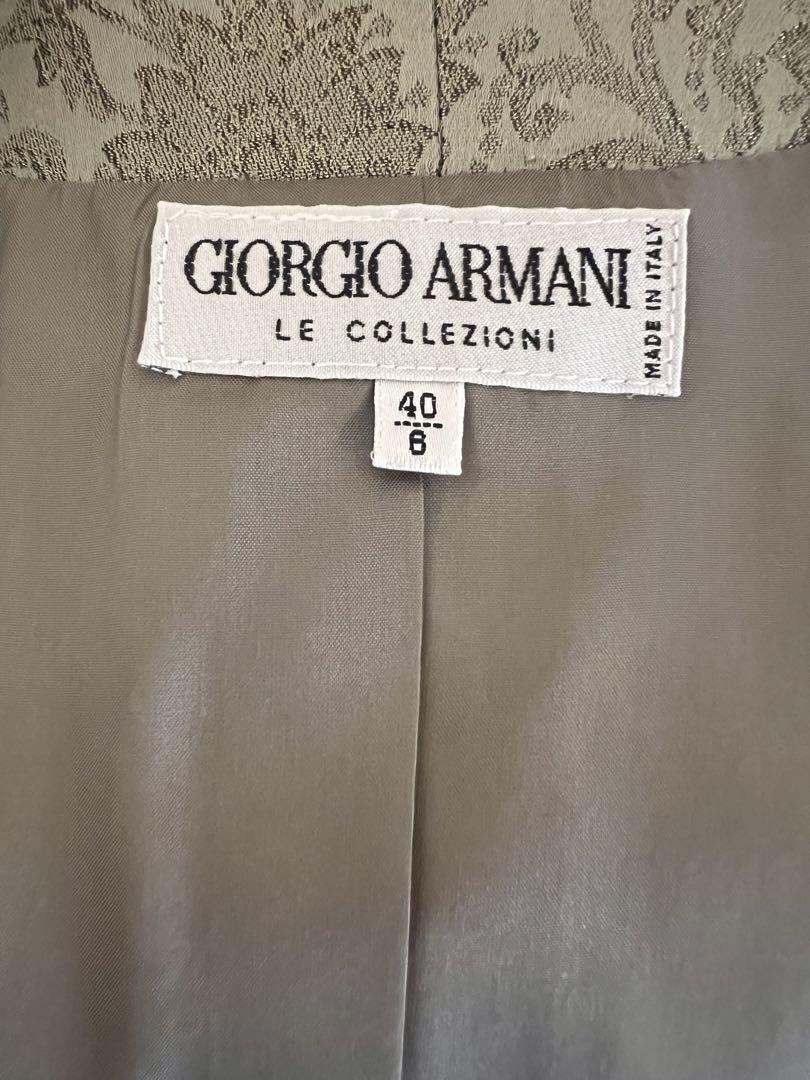 GIORGIO ARMANI
LE COLLEZIONI
MADE IN ITALY
40
6